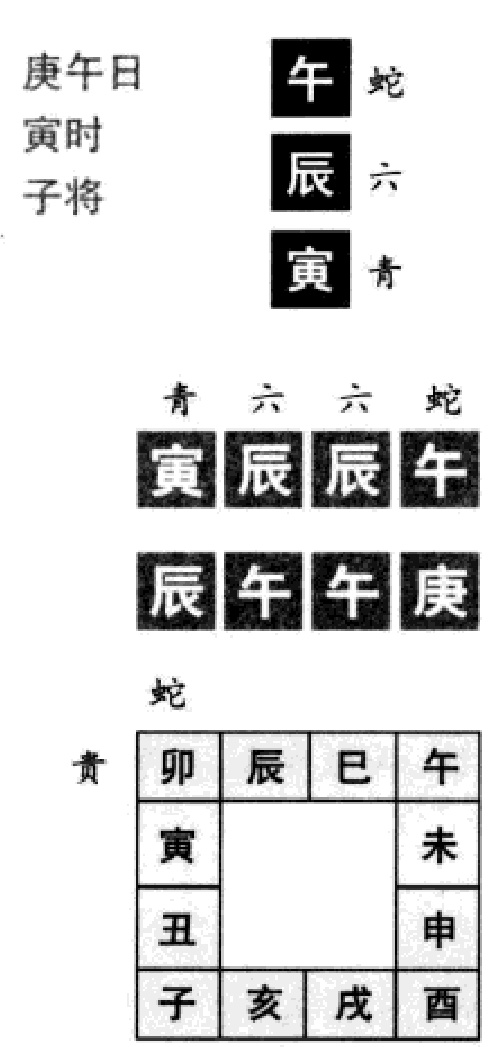 庚午日
寅时
子将
午 蛇
辰 六
寅 青
青 六 六 蛇
寅 辰 辰 午
辰 午 午 庚
蛇
贵 卯 辰 巳 午
寅 未
丑 申
子 亥 戌 酉